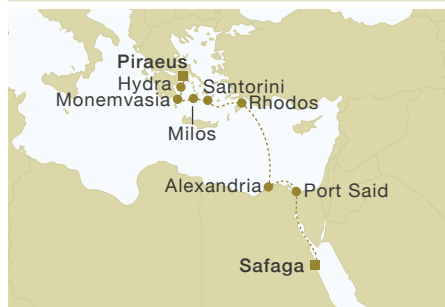 Piraeus
Hydra
Santorini
Monemvasia
Rhodos
Milos
Alexandria
Port Said
Safaga